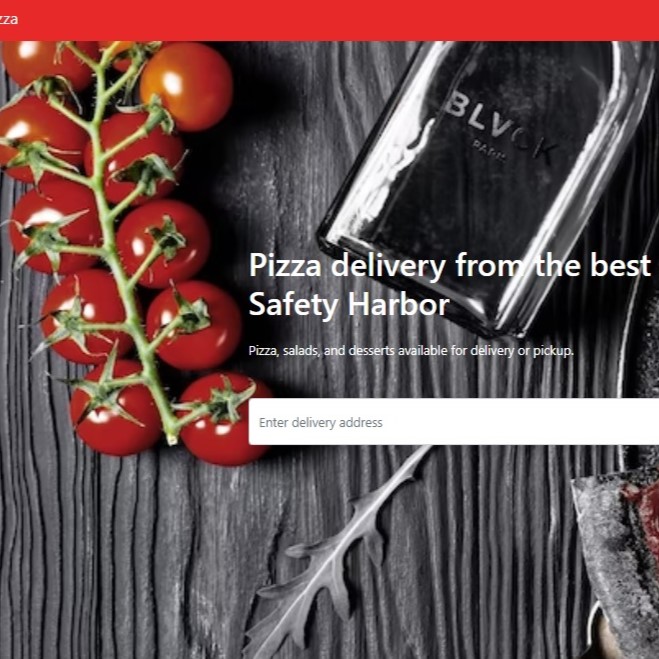 zza
BLVCK
PARIS
Pizza delivery from the best
Safety Harbor
Pizza, salads, and desserts available for delivery or pickup.
Enter delivery address